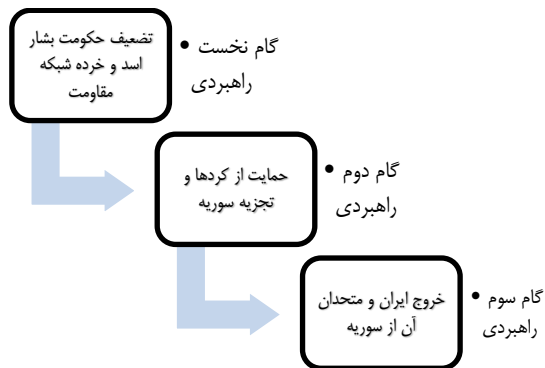 تضعیف حکومت بشار
اسد و خرده شبکه
مقاومت
• گام نخست
راهبردی
حمایت از کردها و
تجزیه سوریه
• گام دوم
راهبردی
خروج ایران و متحدان
آن از سوریه
• گام سوم
راهبردی